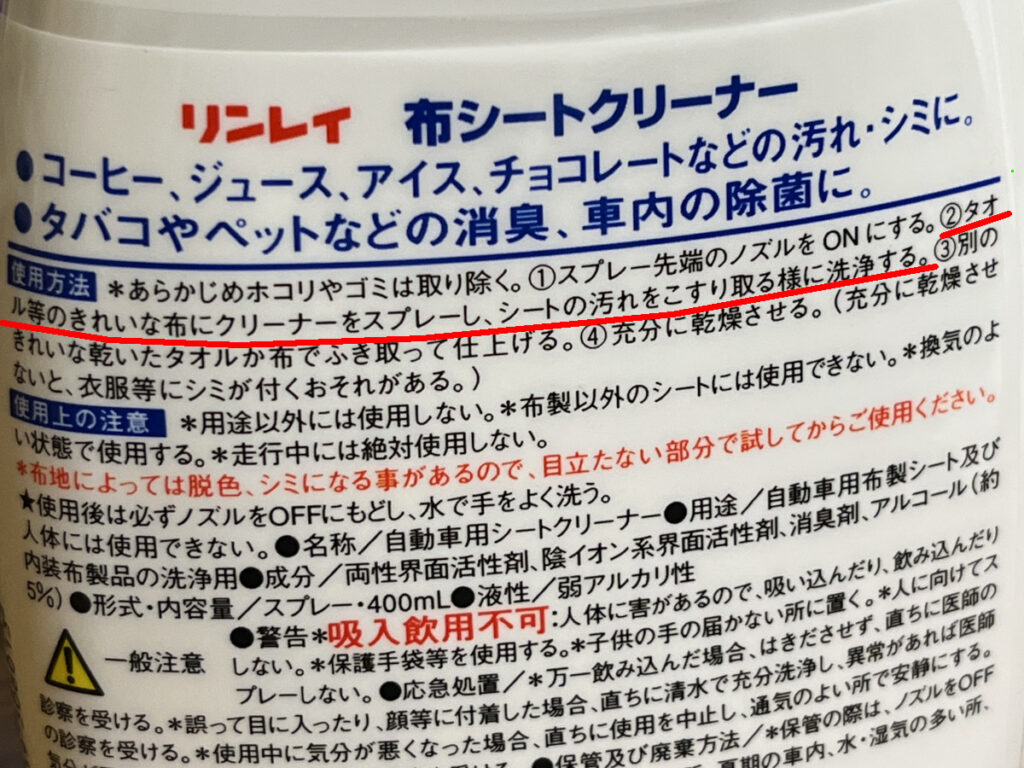 リンレイ 布シートクリーナー
●コーヒー、ジュース、アイス、チョコレートなどの汚れ・シミに。
●タバコやペットなどの消臭、車内の除菌に。
使用方法 *あらかじめホコリやゴミは取り除く。①スプレー先端のノズルをONにする。②タオ
ル等のきれいな布にクリーナーをスプレーし、シートの汚れをこすり取る様に洗浄する。③別の
きれいな乾いたタオルか布でふき取って仕上げる。④充分に乾燥させる。(充分に乾燥させ
ないと、衣服等にシミが付くおそれがある。)
使用上の注意 *用途以外には使用しない。*布製以外のシートには使用できない。*換気のよ
い状態で使用する。*走行中には絶対使用しない。
*布地によっては脱色、シミになる事があるので、目立たない部分で試してからご使用ください。
★使用後は必ずノズルをOFFにもどし、水で手をよく洗う。
人体には使用できない。●名称/自動車用シートクリーナー●用途/自動車用布製シート及び
内装布製品の洗浄用●成分/両性界面活性剤、陰イオン系界面活性剤、消臭剤、アルコール(約
5%)●形式・内容量/スプレー・400mL●液性/弱アルカリ性
●警告*吸入飲用不可:人体に害があるので、吸い込んだり、飲み込んだり
一般注意 しない。*保護手袋等を使用する。*子供の手の届かない所に置く。*人に向けてス
プレーしない。●応急処置/*万一飲み込んだ場合、はきださせず、直ちに医師の
診察を受ける。*誤って目に入ったり、顔等に付着した場合、直ちに清水で充分洗浄し、異常があれば医師
の診察を受ける。*使用中に気分が悪くなった場合、直ちに使用を中止し、通気のよい所で安静にする。
●保管及び廃棄方法/*保管の際は、ノズルをOFF
夏期の車内、水・湿気の多い所、